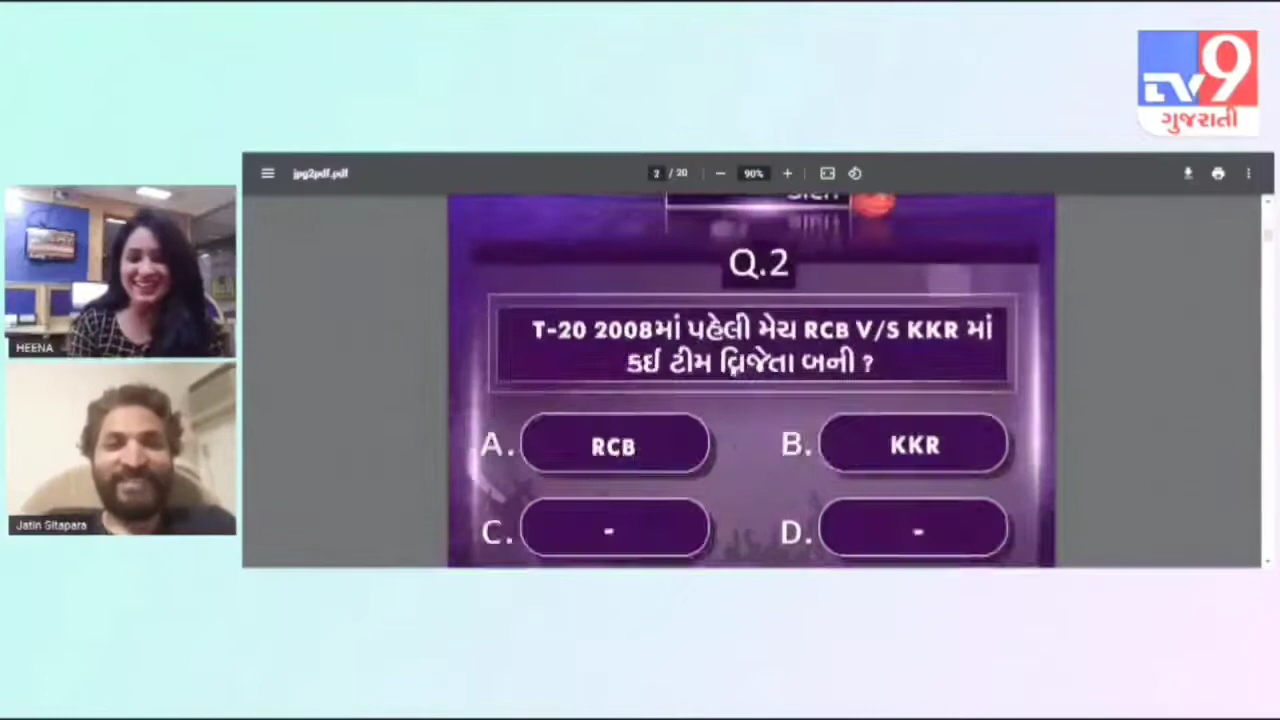 TV9
ગુજરાતી
jpg2pdf.pdf
2 / 20
90%
Q.2
T-20 2008માં પહેલી મેચ RCB V/S KKR માં
કઈ ટીમ વિજેતા બની ?
A. RCB
B. KKR
C. -
D. -
HEENA
Jatin Sitapara